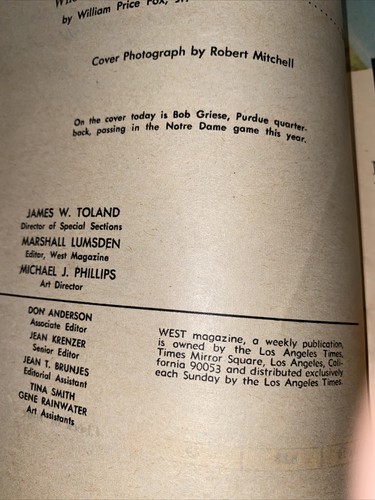 by William Price Fox, Jr.
Cover Photograph by Robert Mitchell
On the cover today is Bob Griese, Purdue quarter-
back, passing in the Notre Dame game this year.
JAMES W. TOLAND
Director of Special Sections
MARSHALL LUMSDEN
Editor, West Magazine
MICHAEL J. PHILLIPS
Art Director
DON ANDERSON
Associate Editor
JEAN KRENZER
Senior Editor
JEAN T. BRUNJES
Editorial Assistant
TINA SMITH
GENE RAINWATER
Art Assistants
WEST magazine, a weekly publication,
is owned by the Los Angeles Times,
Times Mirror Square, Los Angeles, Cali-
fornia 90053 and distributed exclusively
each Sunday by the Los Angeles Times.